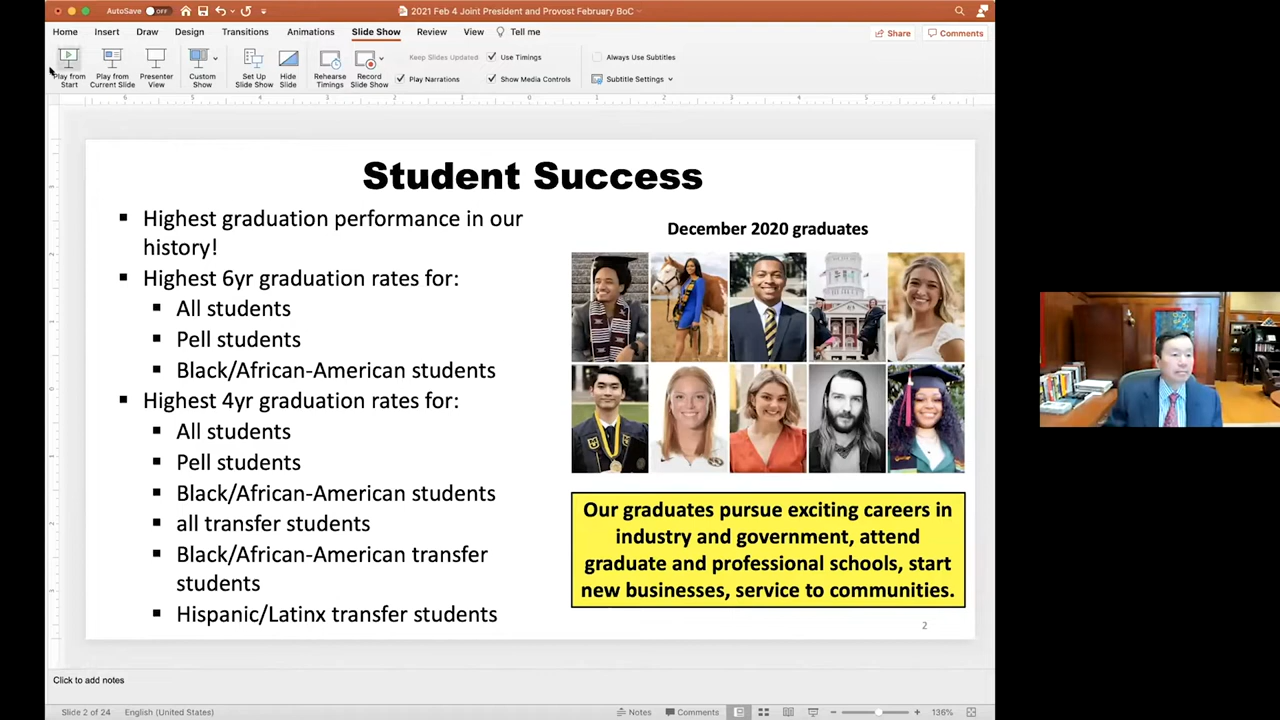 AutoSave OFF
2021 Feb 4 Joint President and Provost February BoC
Home Insert Draw Design Transitions Animations Slide Show Review View Tell me
Share Comments
Play from Start
Play from Current Slide
Presenter View
Custom Show
Set Up Slide Show
Hide Slide
Rehearse Timings
Record Slide Show
Keep Slides Updated
Use Timings
Play Narrations
Show Media Controls
Always Use Subtitles
Subtitle Settings
Student Success
▪ Highest graduation performance in our
history!
▪ Highest 6yr graduation rates for:
▪ All students
▪ Pell students
▪ Black/African-American students
▪ Highest 4yr graduation rates for:
▪ All students
▪ Pell students
▪ Black/African-American students
▪ all transfer students
▪ Black/African-American transfer
students
▪ Hispanic/Latinx transfer students
December 2020 graduates
Our graduates pursue exciting careers in
industry and government, attend
graduate and professional schools, start
new businesses, service to communities.
2
Click to add notes
Slide 2 of 24 English (United States) Notes Comments 136%